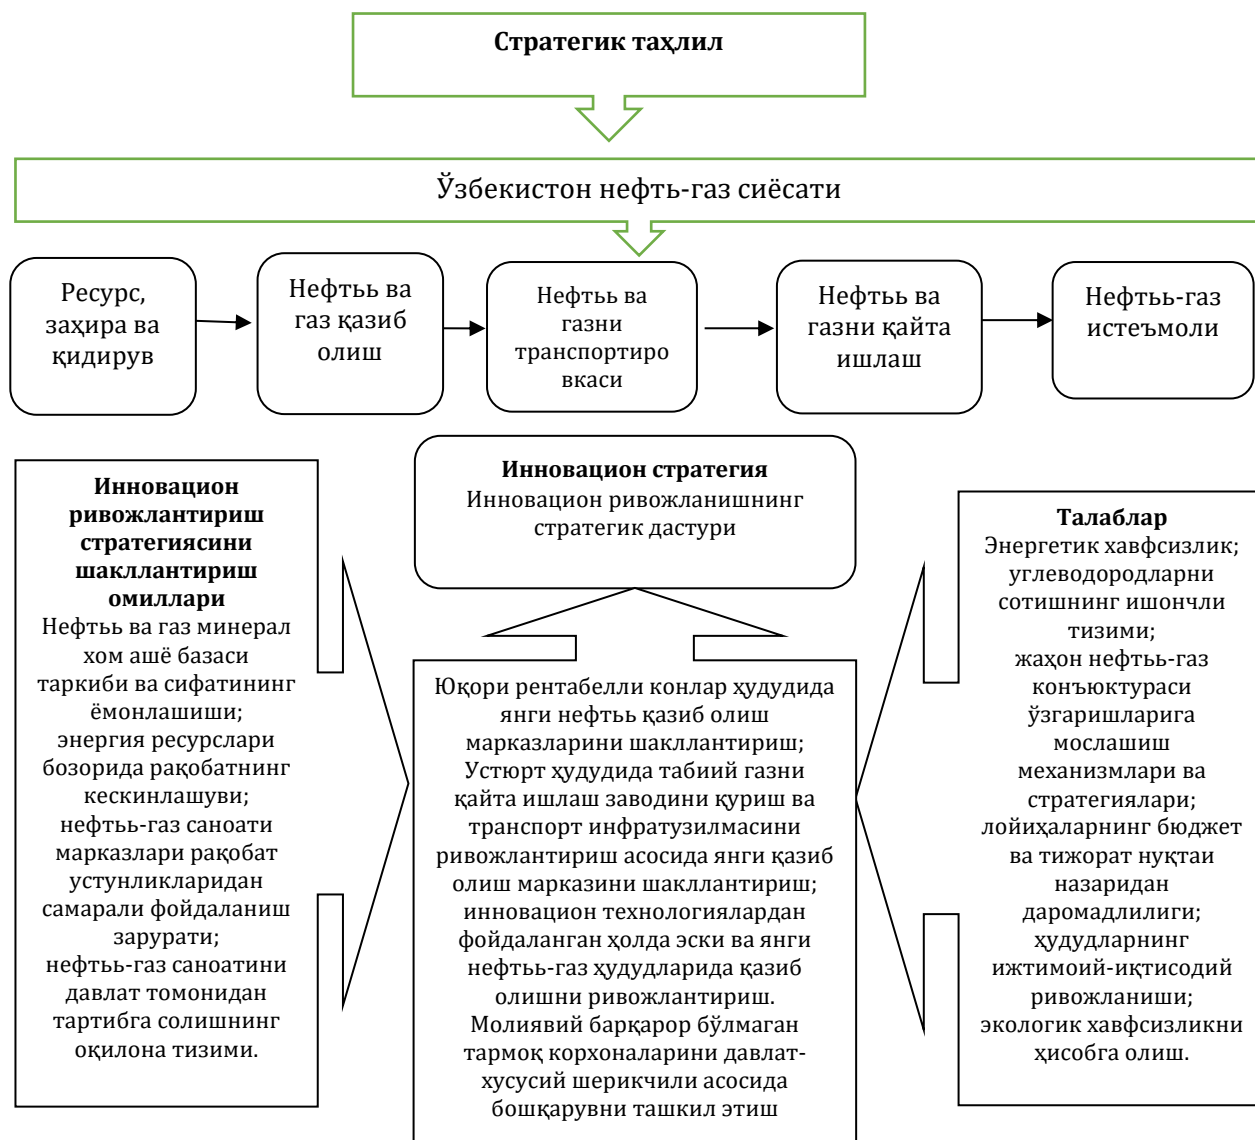 Стратегик таҳлил
Ўзбекистон нефть-газ сиёсати
Ресурс,
заҳира ва
қидирув
Нефтьь ва
газ қазиб
олиш
Нефтьь ва
газни
транспортиро
вкаси
Нефтьь ва
газни қайта
ишлаш
Нефтьь-газ
истеъмоли
Инновацион
ривожлантириш
стратегиясини
шакллантириш
омиллари
Нефтьь ва газ минерал
хом ашё базаси
таркиби ва сифатининг
ёмонлашиши;
энергия ресурслари
бозорида рақобатнинг
кескинлашуви;
нефтьь-газ саноати
марказлари рақобат
устунликларидан
самарали фойдаланиш
зарурати;
нефтьь-газ саноатини
давлат томонидан
тартибга солишнинг
оқилона тизими.
Инновацион стратегия
Инновацион ривожланишнинг
стратегик дастури
Юқори рентабелли конлар ҳудудида
янги нефтьь қазиб олиш
марказларини шакллантириш;
Устюрт ҳудудида табиий газни
қайта ишлаш заводини қуриш ва
транспорт инфратузилмасини
ривожлантириш асосида янги қазиб
олиш марказини шакллантириш;
инновацион технологиялардан
фойдаланган ҳолда эски ва янги
нефтьь-газ ҳудудларида қазиб
олишни ривожлантириш.
Молиявий барқарор бўлмаган
тармоқ корхоналарини давлат-
хусусий шерикчили асосида
бошқарувни ташкил этиш
Талаблар
Энергетик хавфсизлик;
углеводородларни
сотишнинг ишончли
тизими;
жаҳон нефтьь-газ
конъюктураси
ўзгаришларига
мослашиш
механизмлари ва
стратегиялари;
лойиҳаларнинг бюджет
ва тижорат нуқтаи
назаридан
даромадлилиги;
ҳудудларнинг
ижтимоий-иқтисодий
ривожланиши;
экологик хавфсизликни
ҳисобга олиш.